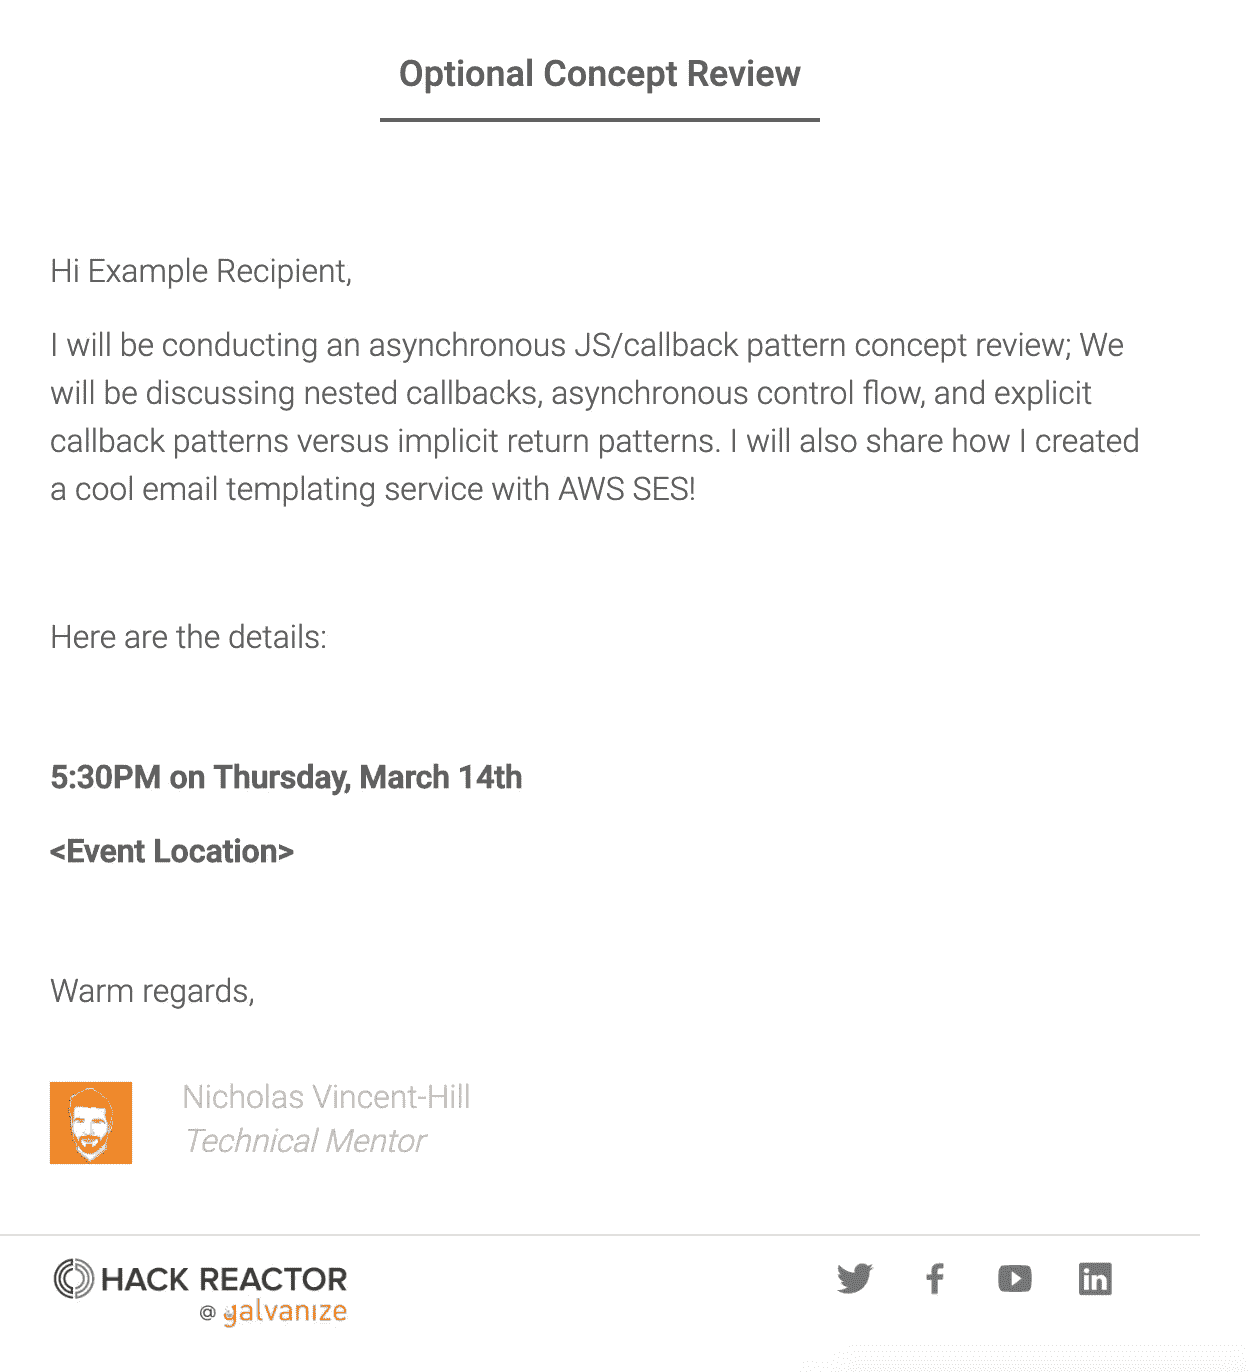 Optional Concept Review
Hi Example Recipient,
I will be conducting an asynchronous JS/callback pattern concept review; We
will be discussing nested callbacks, asynchronous control flow, and explicit
callback patterns versus implicit return patterns. I will also share how I created
a cool email templating service with AWS SES!
Here are the details:
5:30PM on Thursday, March 14th
<Event Location>
Warm regards,
Nicholas Vincent-Hill
Technical Mentor
HACK REACTOR
@ galvanize